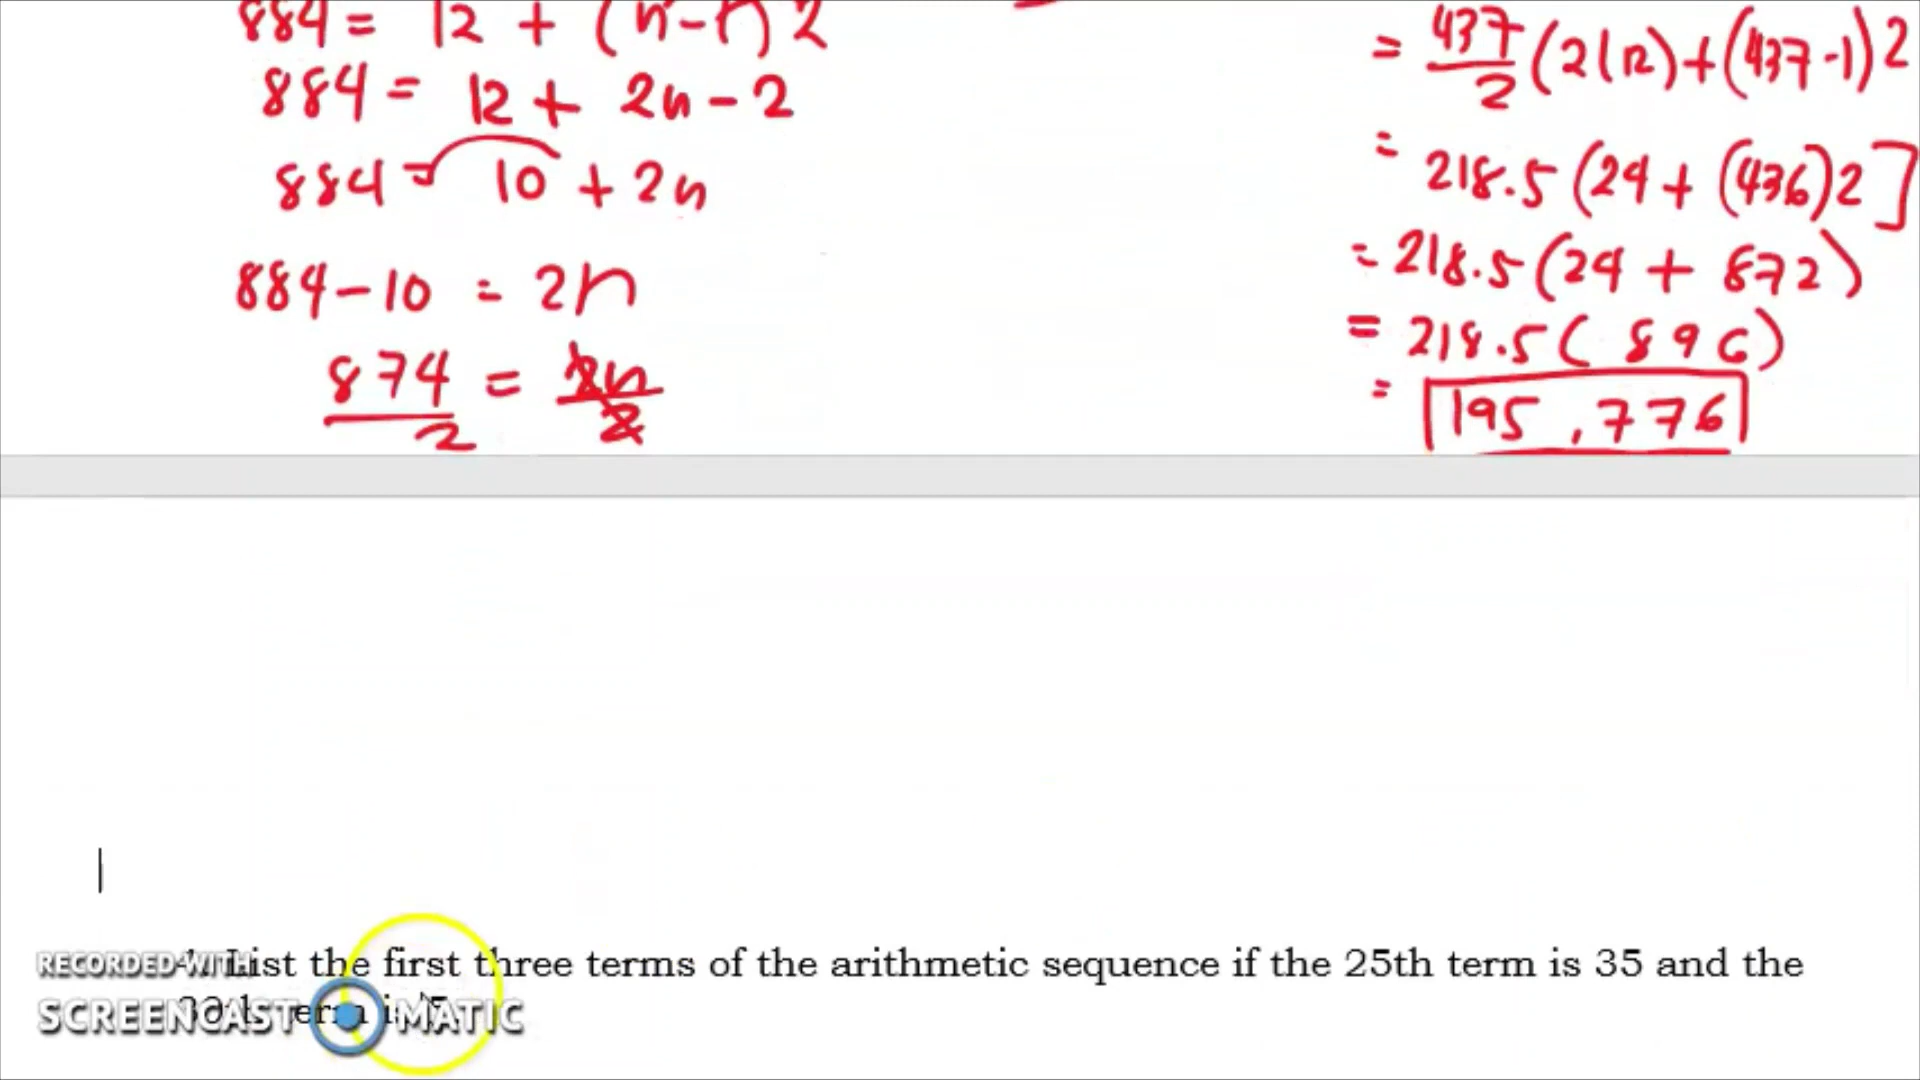 884 = 12 + (n-1) 2
884 = 12 + 2n - 2
884 = 10 + 2n
884 - 10 = 2n
874 = 2n
2 2
= 437 (2(12) + (437-1) 2
2
= 218.5 (24 + (436) 2]
= 218.5 (24 + 872)
= 218.5 ( 896)
= 195,776
List the first three terms of the arithmetic sequence if the 25th term is 35 and the
term is
RECORDED WITH
SCREENCAST MATIC